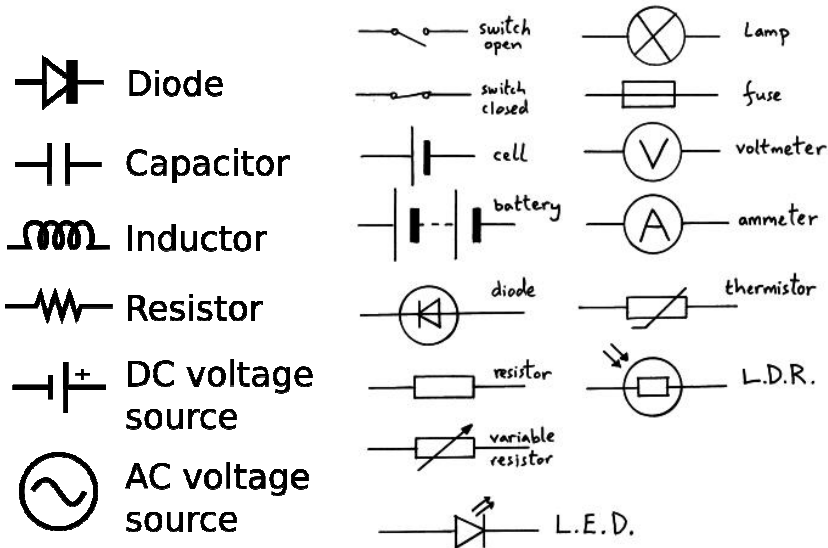 Diode
Capacitor
Inductor
Resistor
+
DC voltage
source
AC voltage
source
switch
open
switch
closed
cell
battery
diode
resistor
variable
resistor
L.E.D.
Lamp
fuse
V
voltmeter
A
ammeter
thermistor
L.D.R.